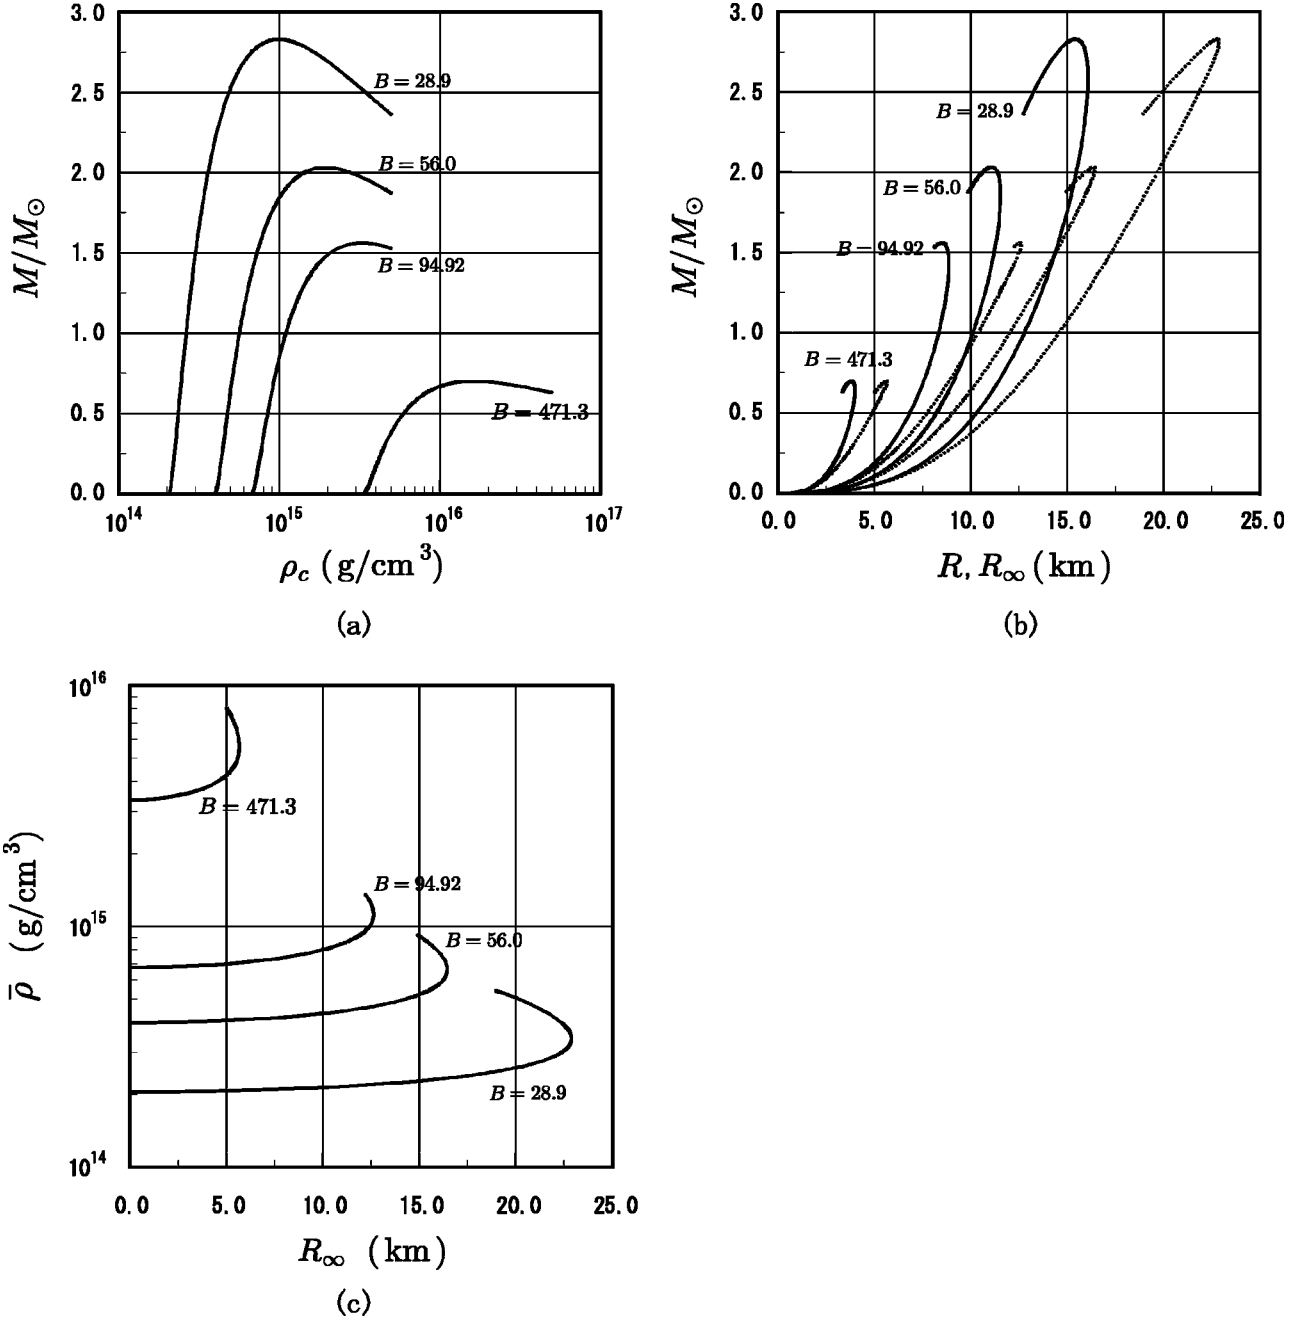 3.0
2.5
2.0
1.5
1.0
0.5
0.0
M/M⊙
B = 28.9
B = 56.0
B = 94.92
B = 471.3
10^14
10^15
10^16
10^17
ρ_c (g/cm^3)
(a)
3.0
2.5
2.0
1.5
1.0
0.5
0.0
M/M⊙
B = 28.9
B = 56.0
B = 94.92
B = 471.3
0.0 5.0 10.0 15.0 20.0 25.0
R, R∞ (km)
(b)
10^16
10^15
10^14
ρ̄ (g/cm^3)
B = 471.3
B = 94.92
B = 56.0
B = 28.9
0.0 5.0 10.0 15.0 20.0 25.0
R∞ (km)
(c)